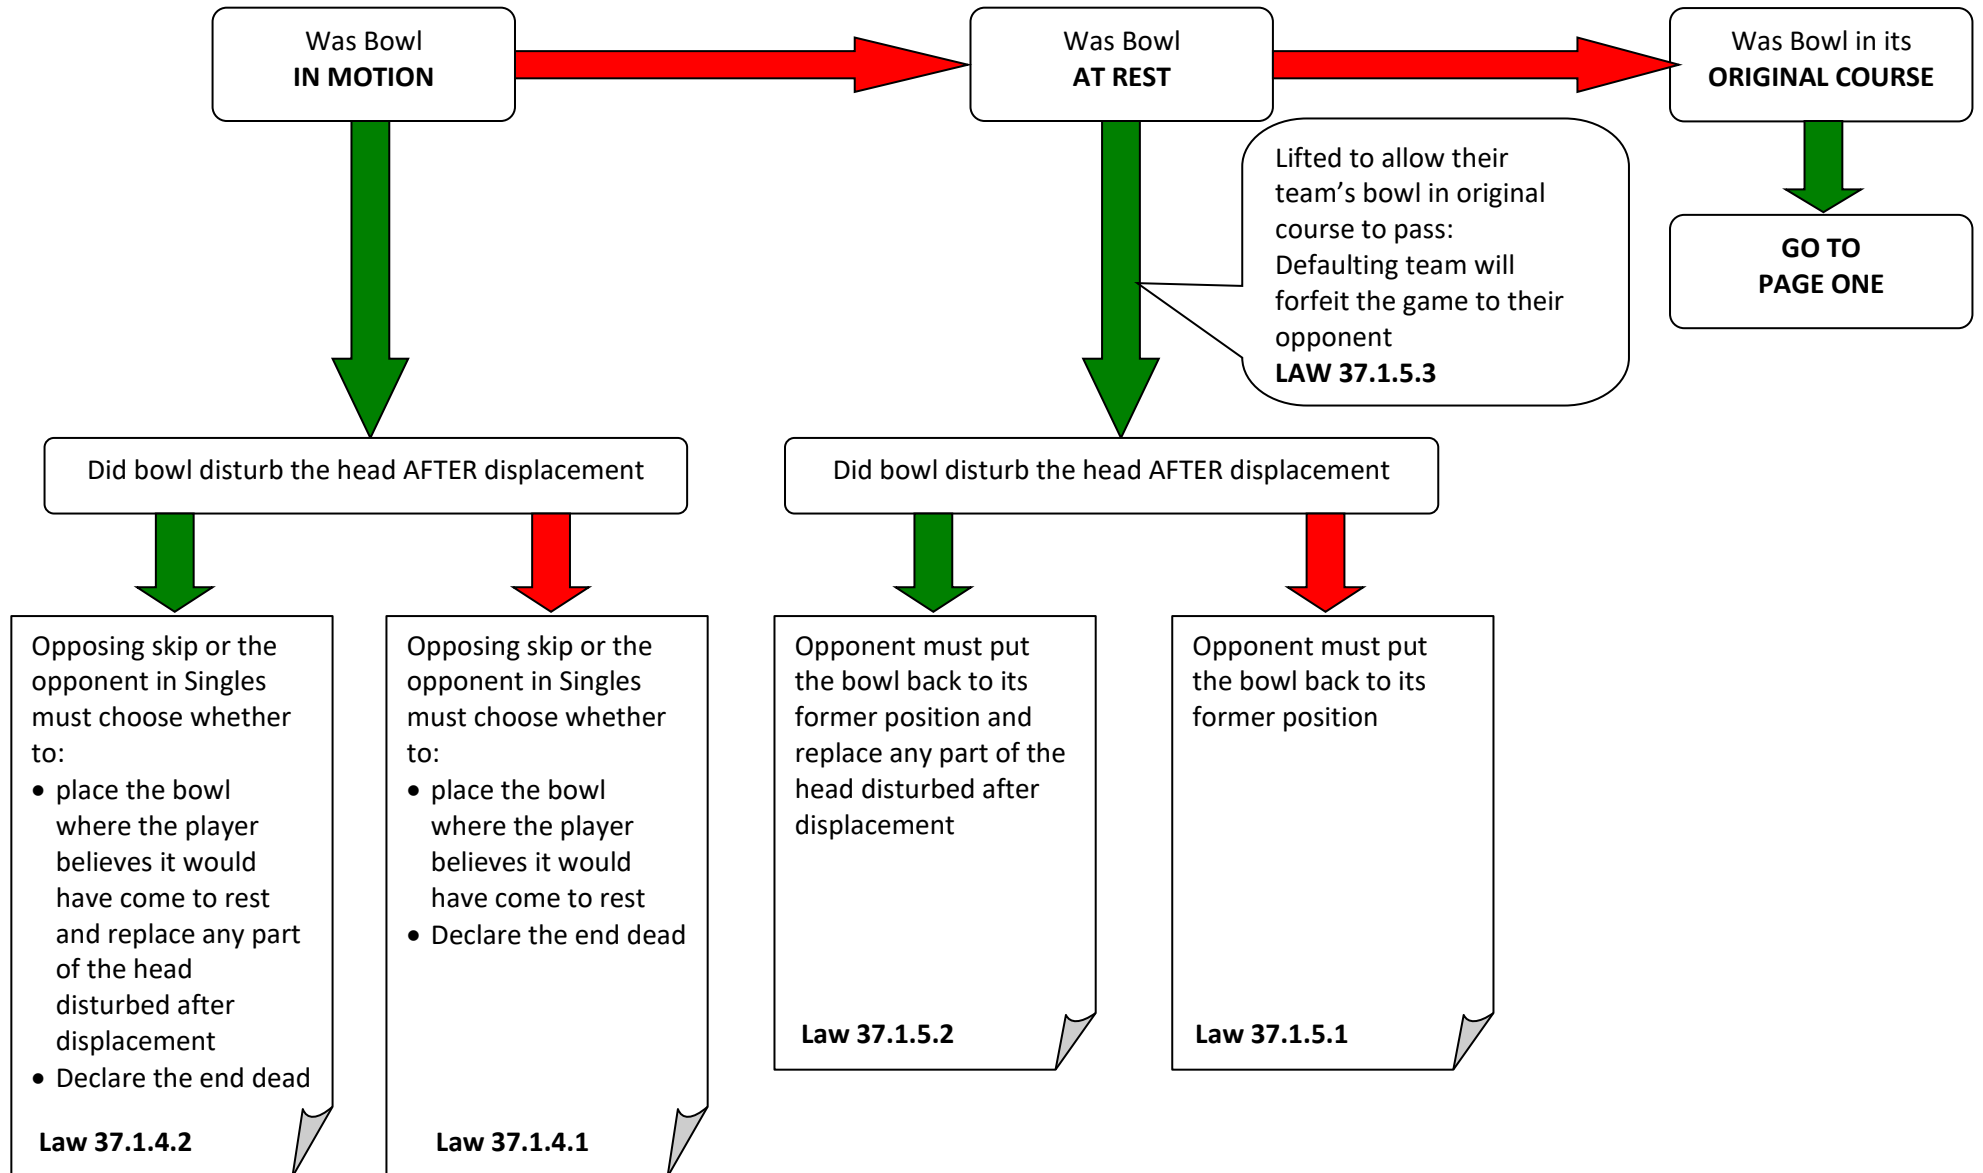 Was Bowl
IN MOTION
Was Bowl
AT REST
Was Bowl in its
ORIGINAL COURSE
Lifted to allow their
team’s bowl in original
course to pass:
Defaulting team will
forfeit the game to their
opponent
LAW 37.1.5.3
GO TO
PAGE ONE
Did bowl disturb the head AFTER displacement
Did bowl disturb the head AFTER displacement
Opposing skip or the
opponent in Singles
must choose whether
to:
• place the bowl
where the player
believes it would
have come to rest
and replace any part
of the head
disturbed after
displacement
• Declare the end dead
Law 37.1.4.2
Opposing skip or the
opponent in Singles
must choose whether
to:
• place the bowl
where the player
believes it would
have come to rest
• Declare the end dead
Law 37.1.4.1
Opponent must put
the bowl back to its
former position and
replace any part of the
head disturbed after
displacement
Law 37.1.5.2
Opponent must put
the bowl back to its
former position
Law 37.1.5.1